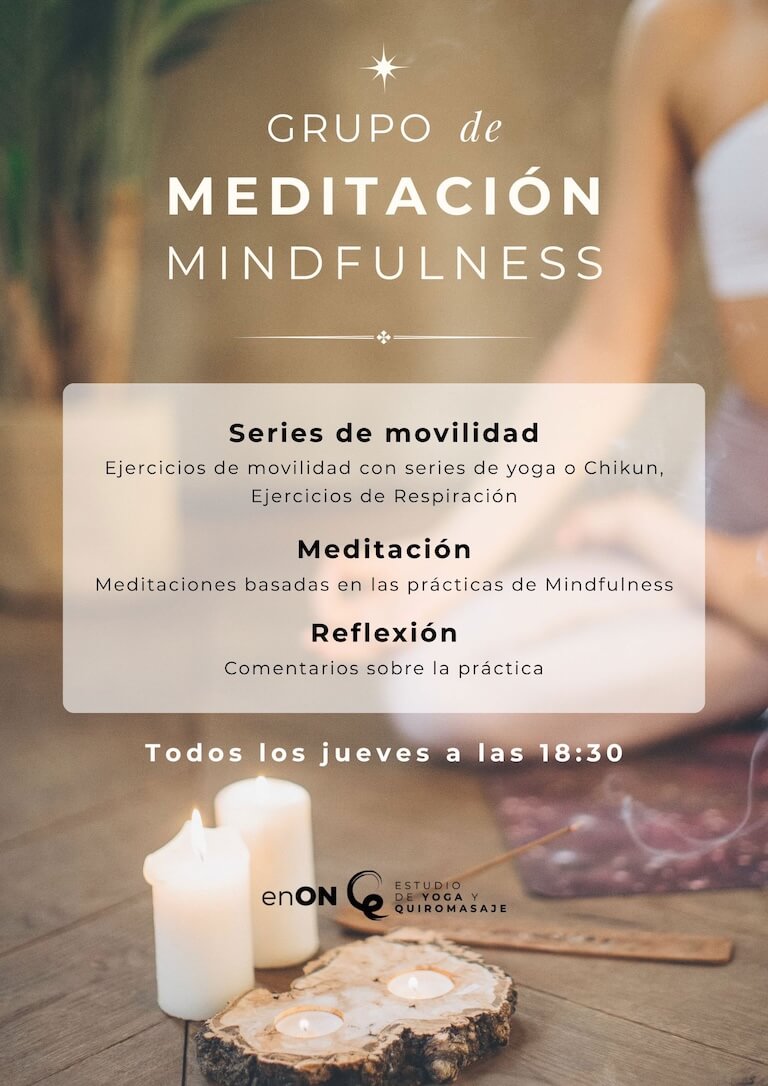 GRUPO de
MEDITACIÓN
MINDFULNESS
Series de movilidad
Ejercicios de movilidad con series de yoga o Chikun,
Ejercicios de Respiración
Meditación
Meditaciones basadas en las prácticas de Mindfulness
Reflexión
Comentarios sobre la práctica
Todos los jueves a las 18:30
enON
ESTUDIO
DE YOGA Y
QUIROMASAJE